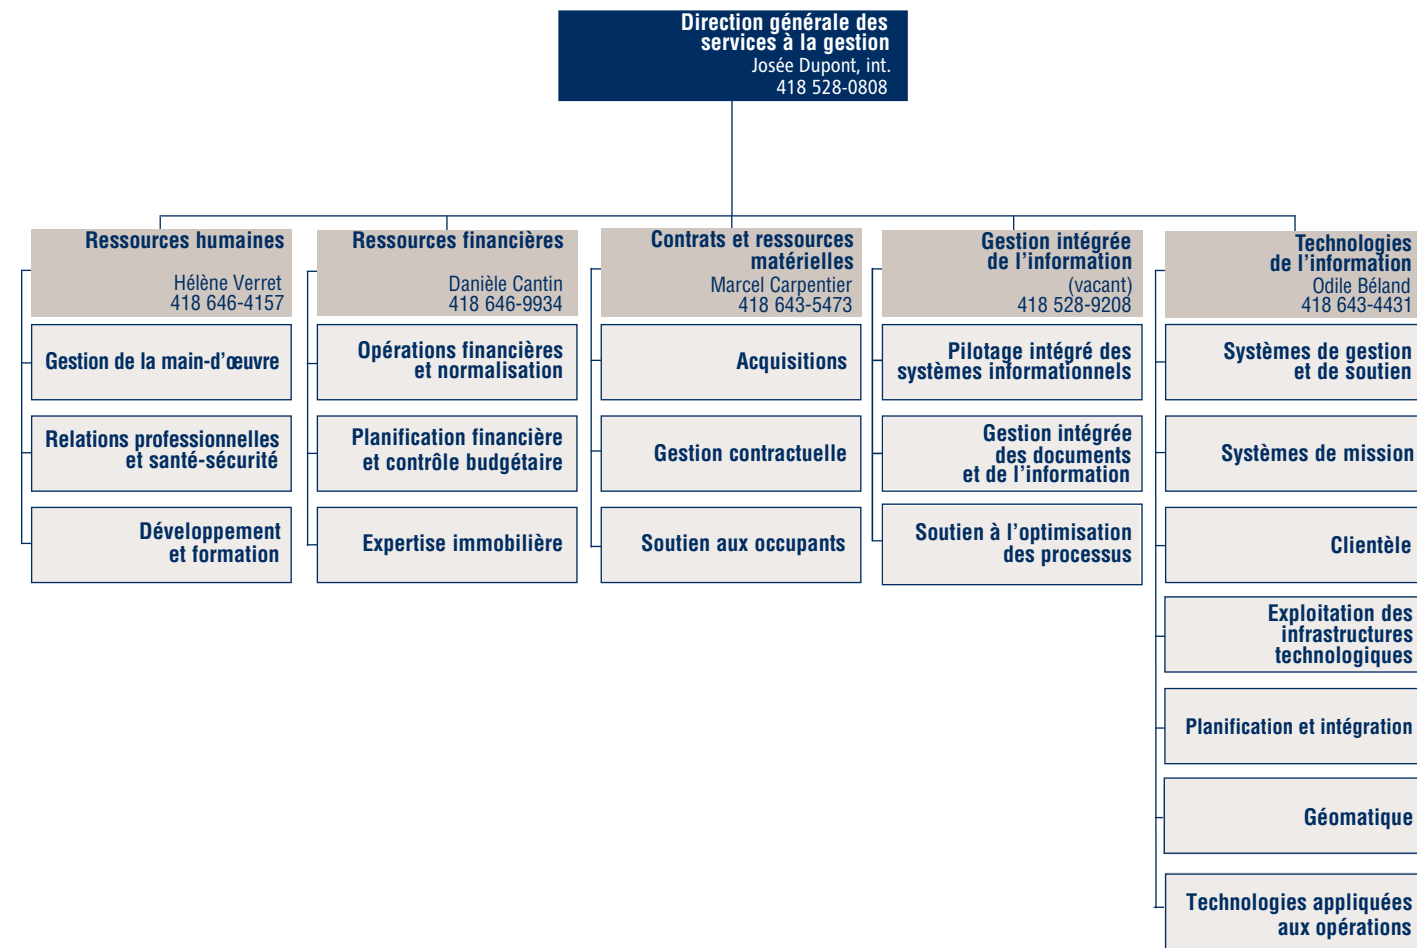 Direction générale des
services à la gestion
Josée Dupont, int.
418 528-0808
Ressources humaines
Hélène Verret
418 646-4157
Gestion de la main-d'œuvre
Relations professionnelles
et santé-sécurité
Développement
et formation
Ressources financières
Danièle Cantin
418 646-9934
Opérations financières
et normalisation
Planification financière
et contrôle budgétaire
Expertise immobilière
Contrats et ressources
matérielles
Marcel Carpentier
418 643-5473
Acquisitions
Gestion contractuelle
Soutien aux occupants
Gestion intégrée
de l'information
(vacant)
418 528-9208
Pilotage intégré des
systèmes informationnels
Gestion intégrée
des documents
et de l'information
Soutien à l'optimisation
des processus
Technologies
de l'information
Odile Béland
418 643-4431
Systèmes de gestion
et de soutien
Systèmes de mission
Clientèle
Exploitation des
infrastructures
technologiques
Planification et intégration
Géomatique
Technologies appliquées
aux opérations